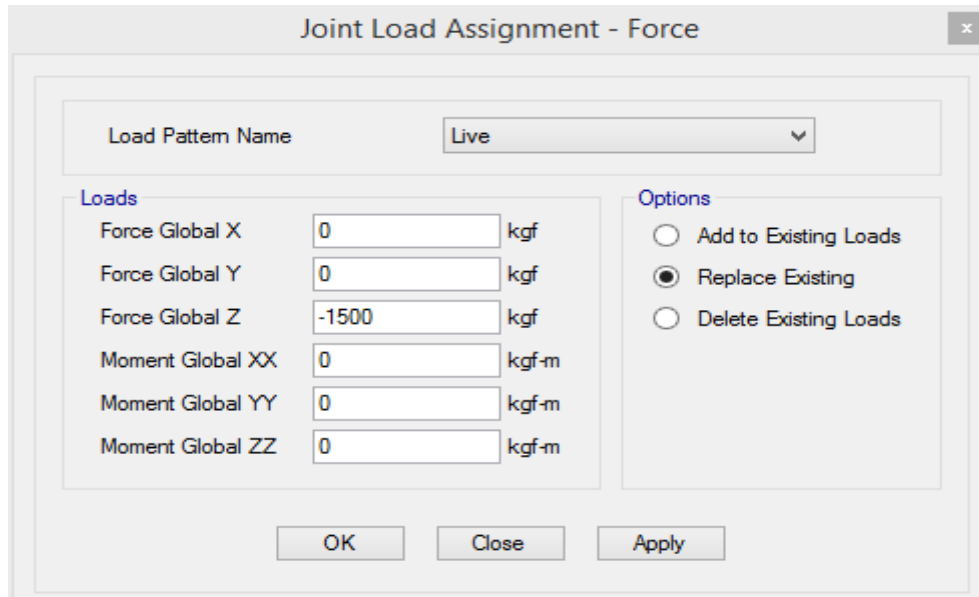 Joint Load Assignment - Force
x
Load Pattern Name Live
Loads
Force Global X 0 kgf
Force Global Y 0 kgf
Force Global Z -1500 kgf
Moment Global XX 0 kgf-m
Moment Global YY 0 kgf-m
Moment Global ZZ 0 kgf-m
Options
Add to Existing Loads
Replace Existing
Delete Existing Loads
OK Close Apply